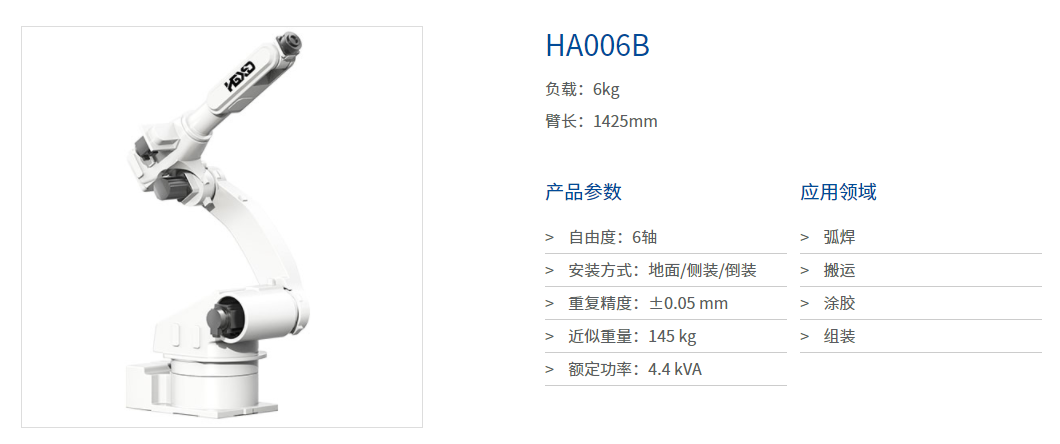 HGXSD
HA006B
负载：6kg
臂长：1425mm
产品参数
> 自由度：6轴
> 安装方式：地面/侧装/倒装
> 重复精度：±0.05 mm
> 近似重量：145 kg
> 额定功率：4.4 kVA
应用领域
> 弧焊
> 搬运
> 涂胶
> 组装